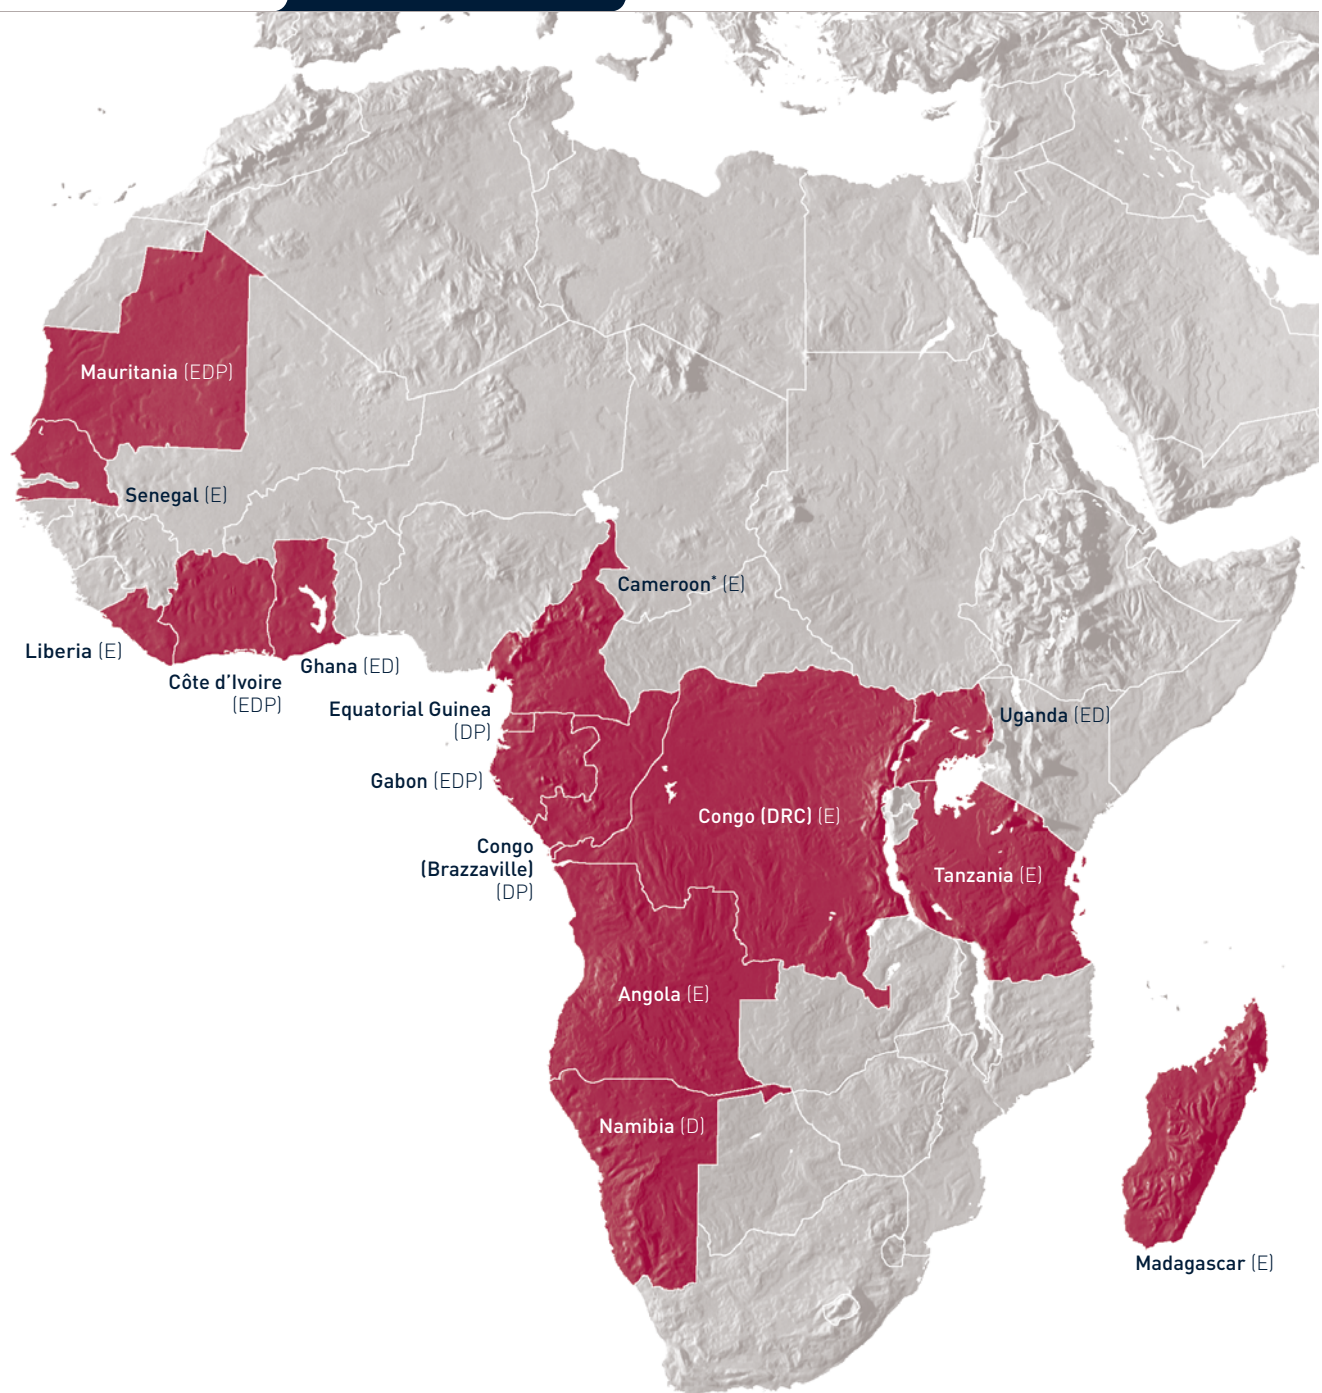 Mauritania (EDP)
Senegal (E)
Cameroon* (E)
Liberia (E)
Ghana (ED)
Côte d’Ivoire
(EDP)
Equatorial Guinea
(DP)
Uganda (ED)
Gabon (EDP)
Congo (DRC) (E)
Congo
(Brazzaville)
(DP)
Tanzania (E)
Angola (E)
Namibia (D)
Madagascar (E)